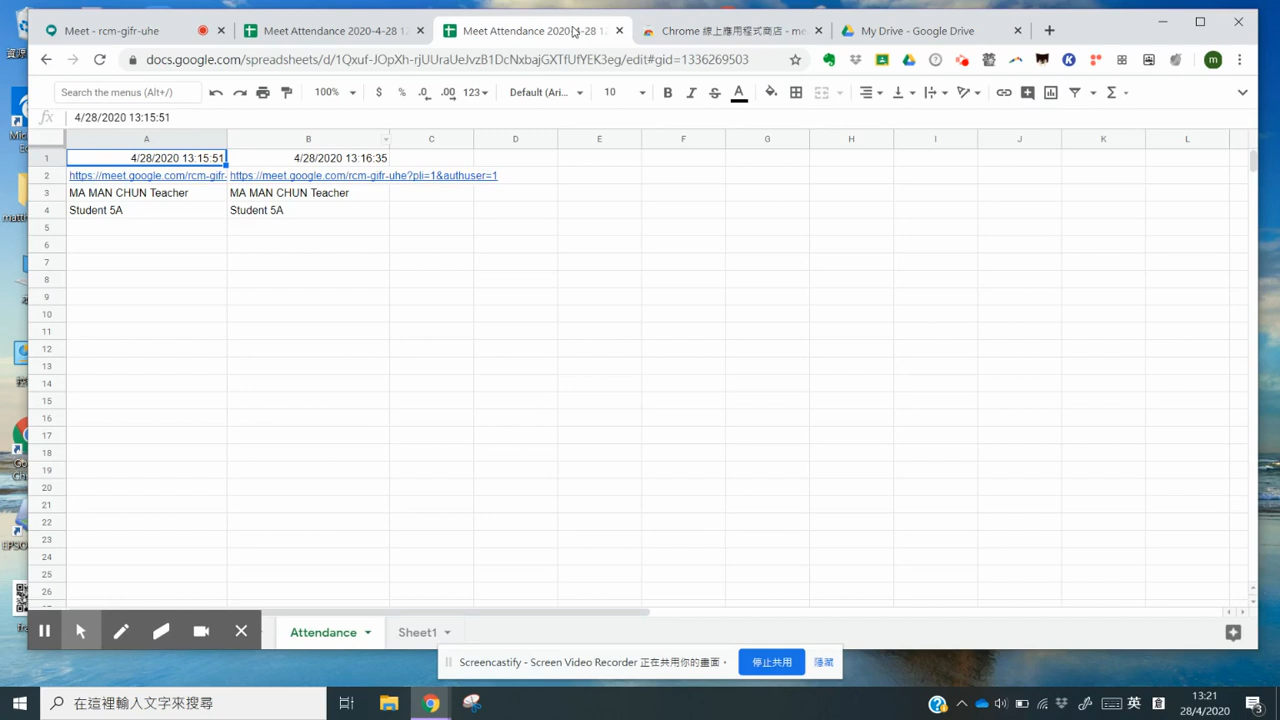 Meet - rcm-gifr-uhe
Meet Attendance 2020-4-28 1
Meet Attendance 2020-4-28 1
Chrome 線上應用程式商店 - me
My Drive - Google Drive
docs.google.com/spreadsheets/d/1Qxuf-JOpxh-rjUUraUeJvzB1DcNxbajGXTfUfYEK3eg/edit#gid=1336269503
Search the menus (Alt+/)
100%
$ % .0 .00 123
Default (Ari...
10
B I S A
fx 4/28/2020 13:15:51
A B C D E F G H I J K L
1 4/28/2020 13:15:51 4/28/2020 13:16:35
2 https://meet.google.com/rcm-gifr- https://meet.google.com/rcm-gifr-uhe?pli=1&authuser=1
3 MA MAN CHUN Teacher MA MAN CHUN Teacher
4 Student 5A Student 5A
5
6
7
8
9
10
11
12
13
14
15
16
17
18
19
20
21
22
23
24
25
26
Attendance
Sheet1
Screencastify - Screen Video Recorder 正在共用你的畫面。
停止共用
隱藏
在這裡輸入文字來搜尋
英
13:21
28/4/2020
3